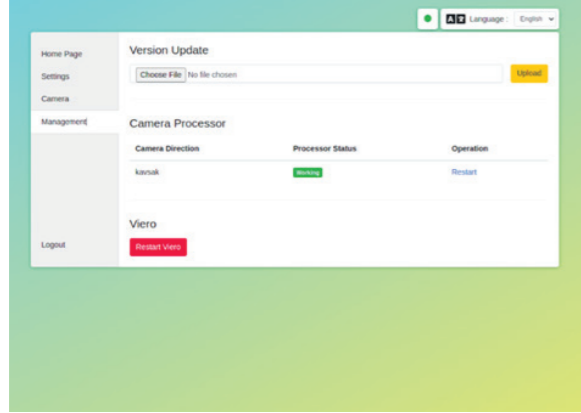 Language :
English
Home Page
Settings
Camera
Management
Logout
Version Update
Choose File No file chosen
Upload
Camera Processor
Camera Direction Processor Status Operation
kavsak Working Restart
Viero
Restart Viero